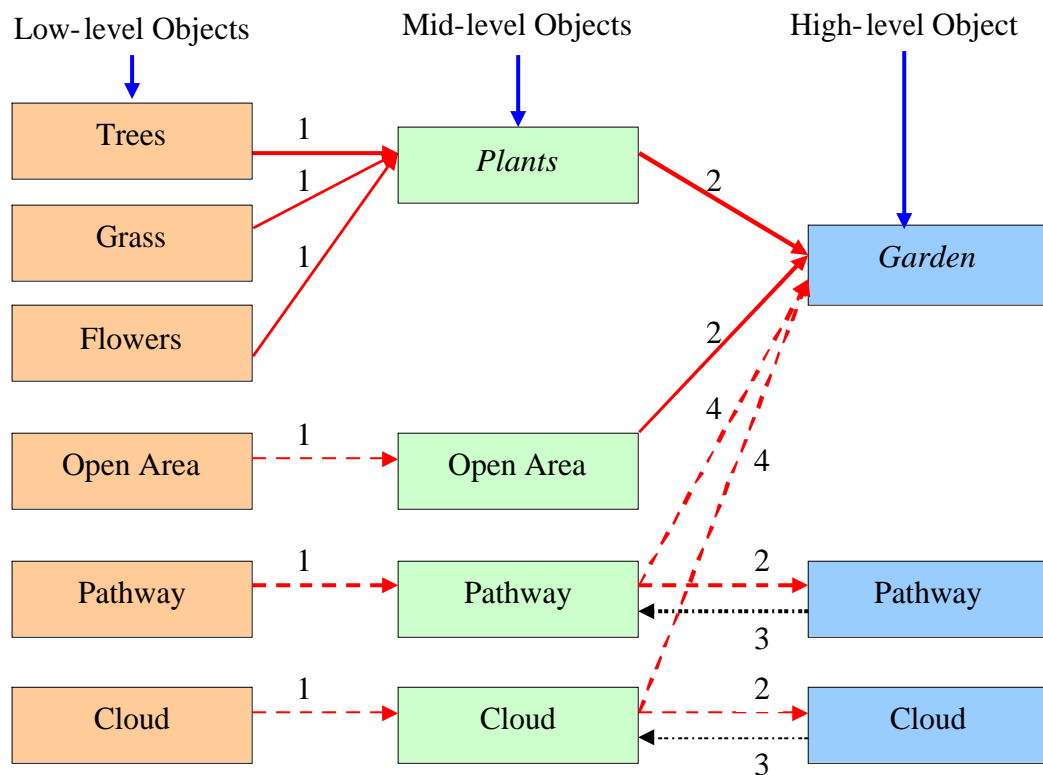 Low-level Objects
Mid-level Objects
High-level Object
Trees
1
Plants
2
1
Grass
1
Garden
Flowers
2
4
1
Open Area
Open Area
4
1
2
Pathway
Pathway
Pathway
3
1
2
Cloud
Cloud
Cloud
3